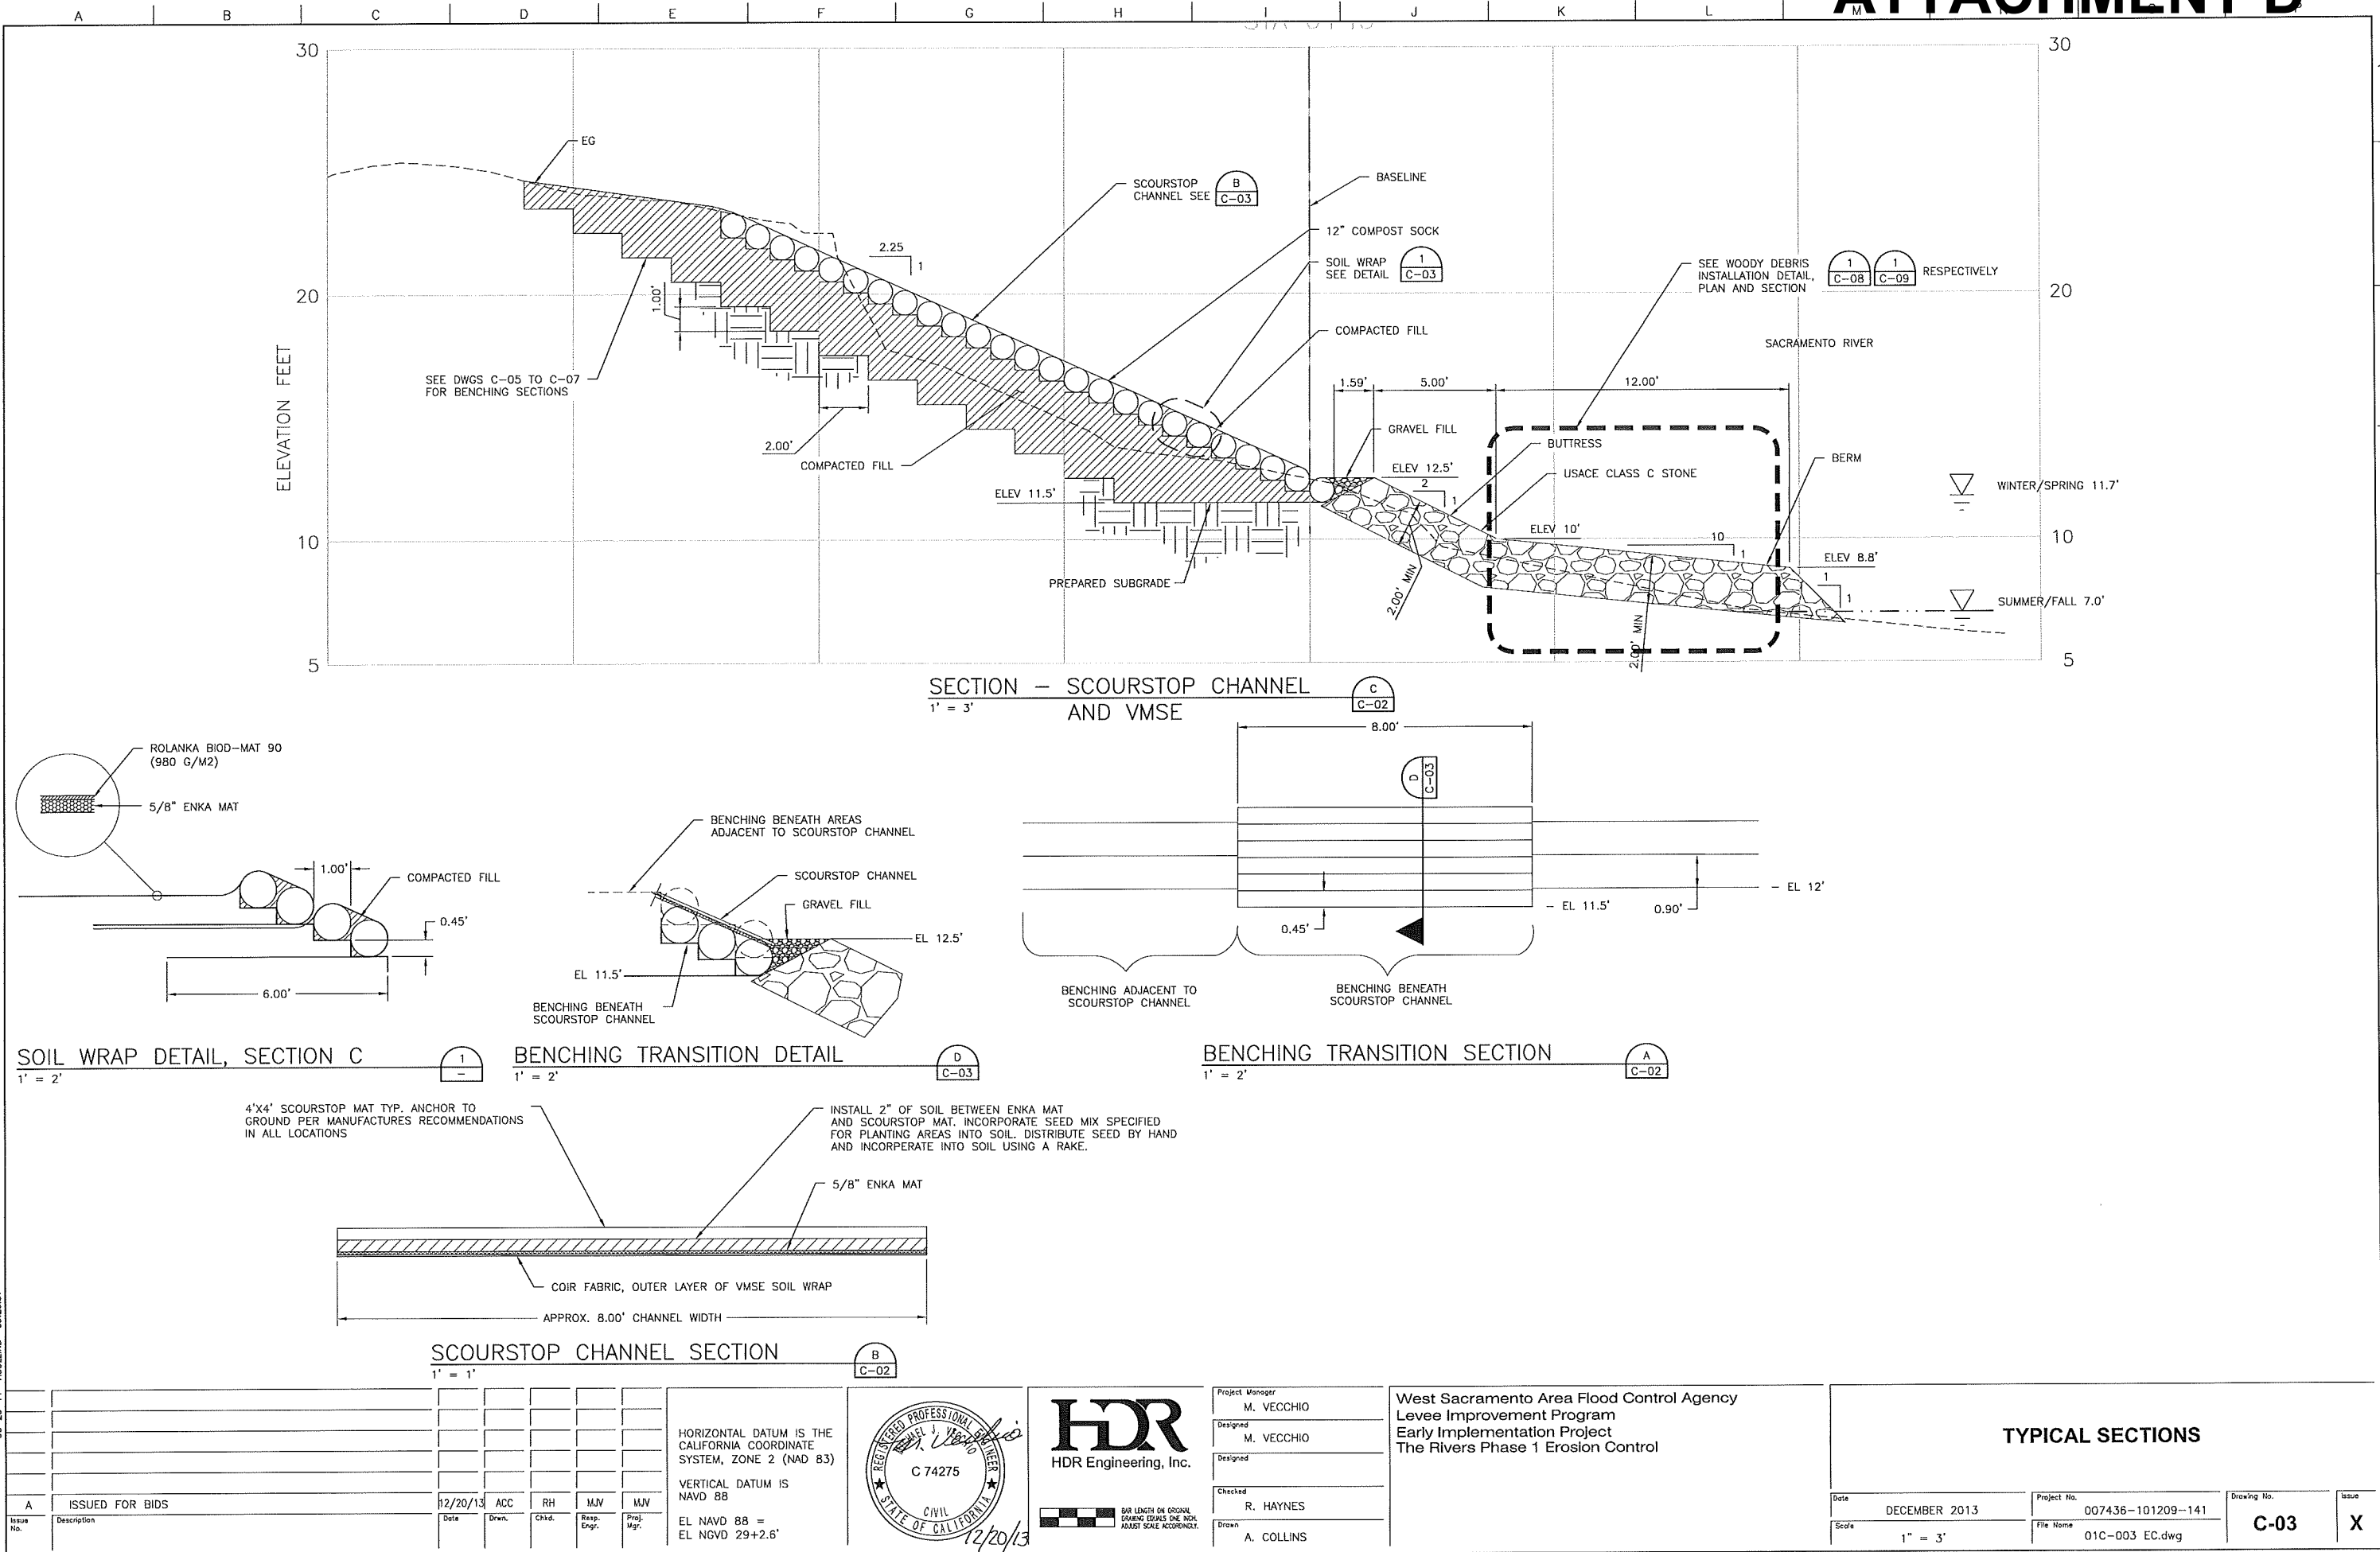 ATTACHMENT B
A B C D E F G H I J K L M
30
30
EG
SCOURSTOP
CHANNEL SEE
B
C-03
BASELINE
12" COMPOST SOCK
SOIL WRAP
SEE DETAIL
1
C-03
SEE WOODY DEBRIS
INSTALLATION DETAIL,
PLAN AND SECTION
1
C-08
1
C-09
RESPECTIVELY
2.25
1
20
20
1.00'
COMPACTED FILL
SACRAMENTO RIVER
ELEVATION FEET
SEE DWGS C-05 TO C-07
FOR BENCHING SECTIONS
1.59'
5.00'
12.00'
2.00'
COMPACTED FILL
GRAVEL FILL
BUTTRESS
BERM
ELEV 12.5'
2
1
USACE CLASS C STONE
WINTER/SPRING 11.7'
ELEV 11.5'
ELEV 10'
10
10
10
1
ELEV 8.8'
PREPARED SUBGRADE
2.00' MIN
1
1
SUMMER/FALL 7.0'
2.00' MIN
5
5
SECTION - SCOURSTOP CHANNEL
AND VMSE
1' = 3'
C
C-02
ROLANKA BIOD-MAT 90
(980 G/M2)
5/8" ENKA MAT
1.00'
COMPACTED FILL
0.45'
6.00'
SOIL WRAP DETAIL, SECTION C
1' = 2'
1
-
BENCHING BENEATH AREAS
ADJACENT TO SCOURSTOP CHANNEL
SCOURSTOP CHANNEL
GRAVEL FILL
EL 12.5'
EL 11.5'
BENCHING BENEATH
SCOURSTOP CHANNEL
BENCHING TRANSITION DETAIL
1' = 2'
D
C-03
8.00'
D
C-03
EL 12'
EL 11.5'
0.90'
0.45'
BENCHING ADJACENT TO
SCOURSTOP CHANNEL
BENCHING BENEATH
SCOURSTOP CHANNEL
BENCHING TRANSITION SECTION
1' = 2'
A
C-02
4'X4' SCOURSTOP MAT TYP. ANCHOR TO
GROUND PER MANUFACTURES RECOMMENDATIONS
IN ALL LOCATIONS
INSTALL 2" OF SOIL BETWEEN ENKA MAT
AND SCOURSTOP MAT. INCORPORATE SEED MIX SPECIFIED
FOR PLANTING AREAS INTO SOIL. DISTRIBUTE SEED BY HAND
AND INCORPERATE INTO SOIL USING A RAKE.
5/8" ENKA MAT
COIR FABRIC, OUTER LAYER OF VMSE SOIL WRAP
APPROX. 8.00' CHANNEL WIDTH
SCOURSTOP CHANNEL SECTION
1' = 1'
B
C-02
A ISSUED FOR BIDS 12/20/13 ACC RH MJV MJV
Issue No. Description Date Drwn. Chkd. Resp. Engr. Proj. Mgr.
HORIZONTAL DATUM IS THE
CALIFORNIA COORDINATE
SYSTEM, ZONE 2 (NAD 83)
VERTICAL DATUM IS
NAVD 88
EL NAVD 88 =
EL NGVD 29+2.6'
REGISTERED PROFESSIONAL ENGINEER
MICHAEL J. VECCHIO
C 74275
CIVIL
STATE OF CALIFORNIA
12/20/13
HDR
HDR Engineering, Inc.
BAR LENGTH ON ORIGINAL
DRAWING EQUALS ONE INCH.
ADJUST SCALE ACCORDINGLY.
Project Manager
M. VECCHIO
Designed
M. VECCHIO
Designed
Checked
R. HAYNES
Drawn
A. COLLINS
West Sacramento Area Flood Control Agency
Levee Improvement Program
Early Implementation Project
The Rivers Phase 1 Erosion Control
TYPICAL SECTIONS
Date
DECEMBER 2013
Scale
1" = 3'
Project No.
007436-101209-141
File Name
01C-003 EC.dwg
Drawing No.
C-03
Issue
X